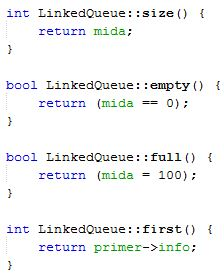 int LinkedQueue::size() {
return mida;
}
bool LinkedQueue::empty() {
return (mida == 0);
}
bool LinkedQueue::full() {
return (mida = 100);
}
int LinkedQueue::first() {
return primer->info;
}